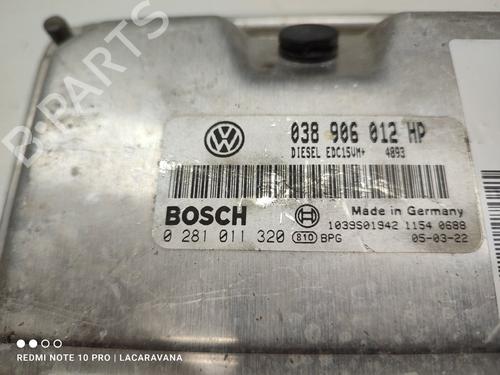 B-PARTS
038 906 012 HP
DIESEL EDC15VM+ 4893
BOSCH
Made in Germany
0 281 011 320 810 BPG
1039S01942 1154 0688
05-03-22
REDMI NOTE 10 PRO | LACARAVANA